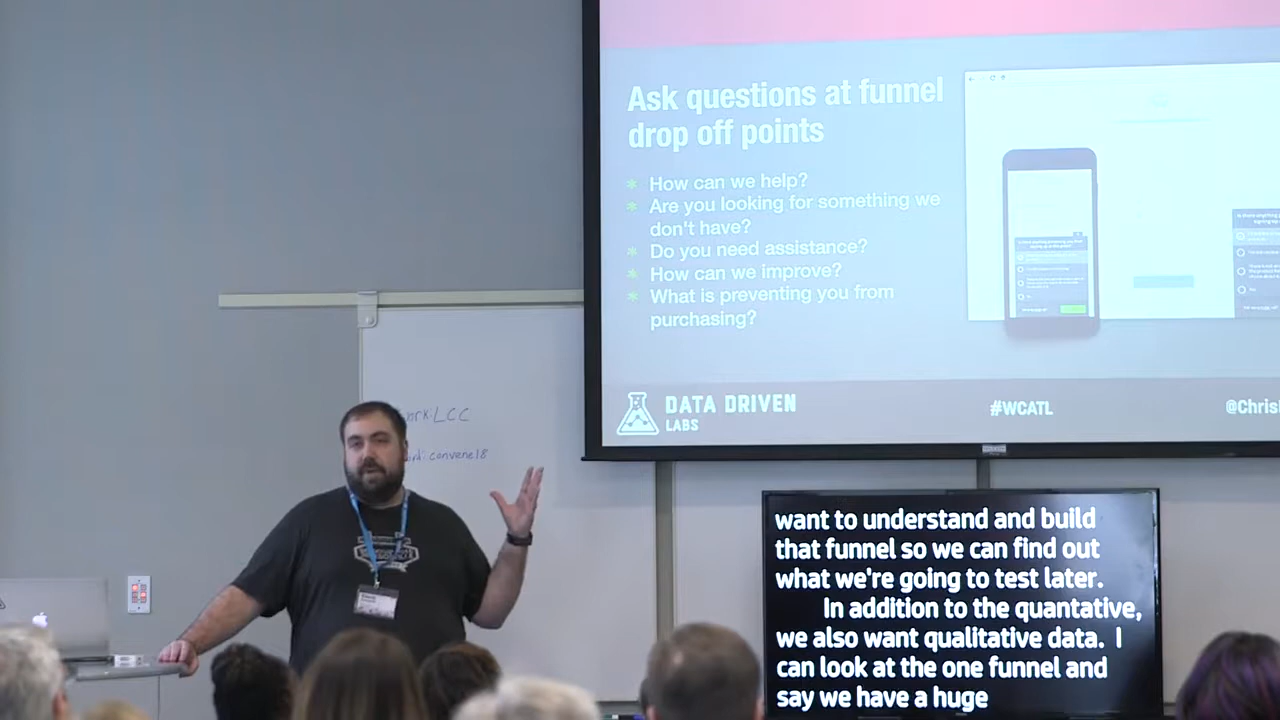 Ask questions at funnel
drop off points
How can we help?
Are you looking for something we
don't have?
Do you need assistance?
How can we improve?
What is preventing you from
purchasing?
DATA DRIVEN
LABS
#WCATL
LCC
convene18
want to understand and build
that funnel so we can find out
what we're going to test later.
In addition to the quantative,
we also want qualitative data. I
can look at the one funnel and
say we have a huge